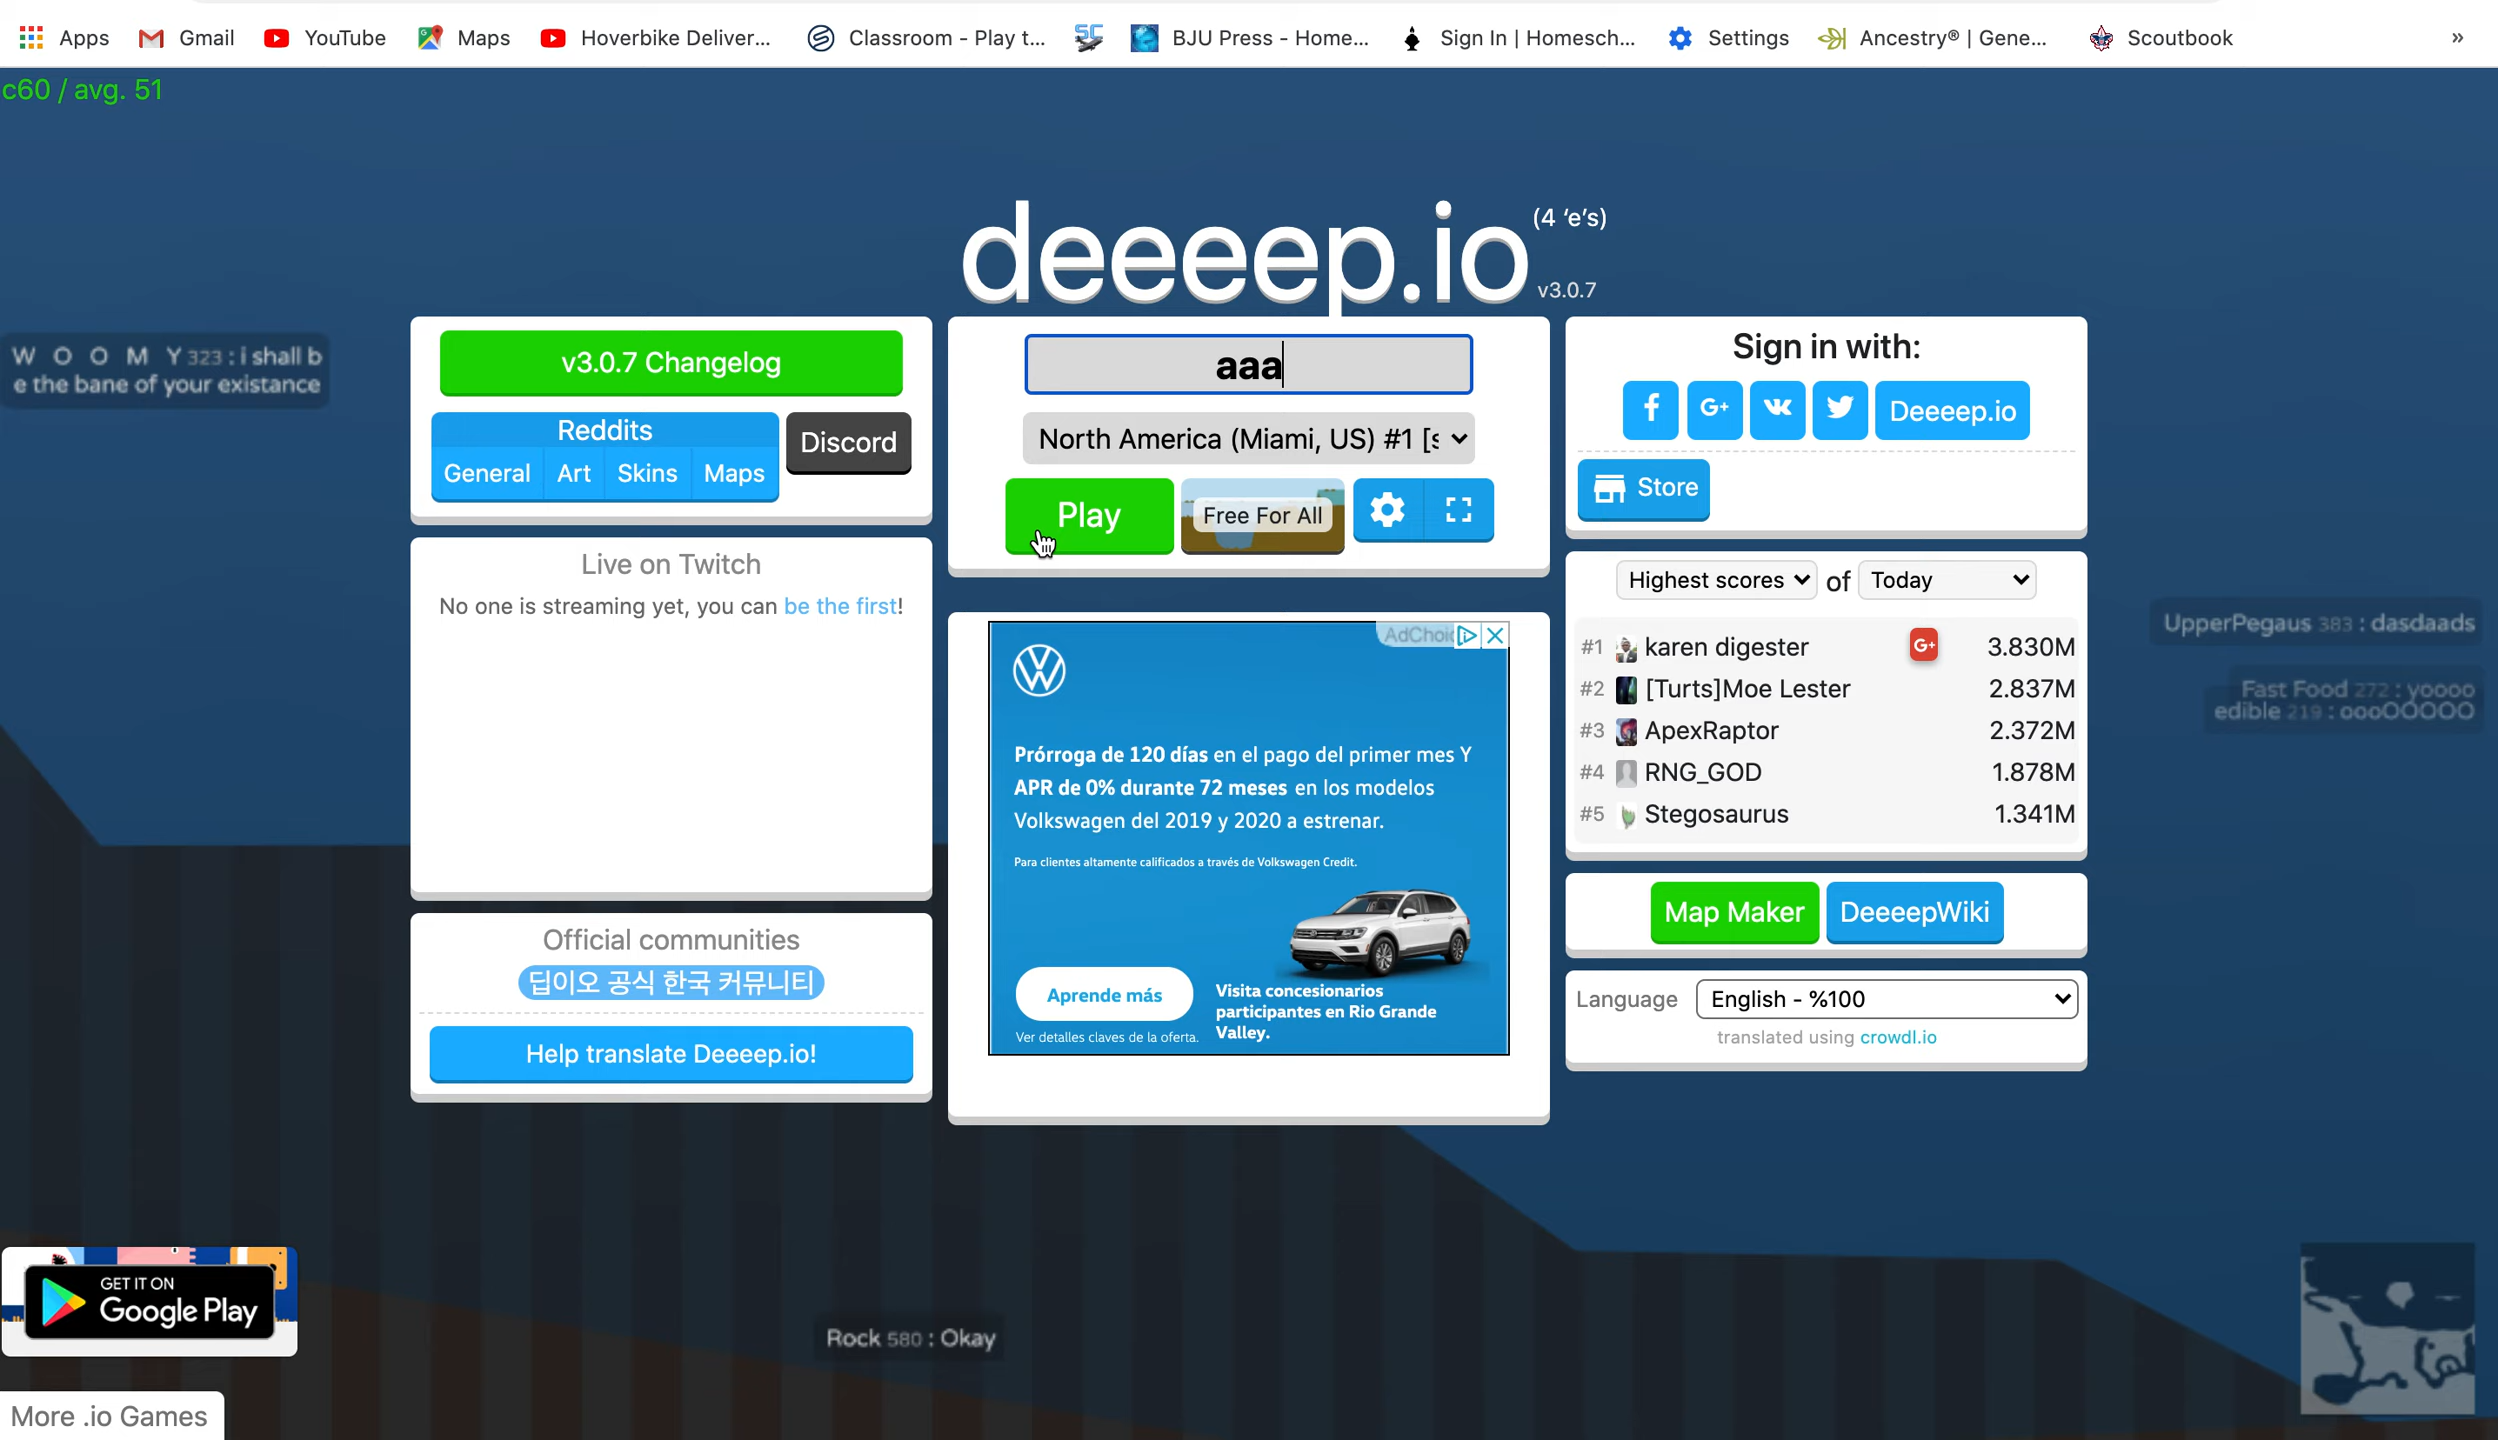 Apps
Gmail
YouTube
Maps
Hoverbike Deliver...
Classroom - Play t...
SC
BJU Press - Home...
Sign In | Homesch...
Settings
Ancestry® | Gene...
Scoutbook
»
c60 / avg. 51
deeeep.io
(4 'e's)
v3.0.7
W O O M Y 323 : i shall b
e the bane of your existance
v3.0.7 Changelog
Reddits
General Art Skins Maps
Discord
Live on Twitch
No one is streaming yet, you can be the first!
Official communities
딥이오 공식 한국 커뮤니티
Help translate Deeeep.io!
aaa
North America (Miami, US) #1 [s
Play
Free For All
AdChoic
Prórroga de 120 días en el pago del primer mes Y
APR de 0% durante 72 meses en los modelos
Volkswagen del 2019 y 2020 a estrenar.
Para clientes altamente calificados a través de Volkswagen Credit.
Aprende más
Ver detalles claves de la oferta.
Visita concesionarios
participantes en Rio Grande
Valley.
Sign in with:
f G+ Deeeep.io
Store
Highest scores of Today
#1 karen digester G+ 3.830M
#2 [Turts]Moe Lester 2.837M
#3 ApexRaptor 2.372M
#4 RNG_GOD 1.878M
#5 Stegosaurus 1.341M
Map Maker
DeeeepWiki
Language English - %100
translated using crowdl.io
UpperPegaus 383 : dasdaads
Fast Food 272 : yoooo
edible 219 : oooOOOOO
GET IT ON
Google Play
Rock 580 : Okay
More .io Games